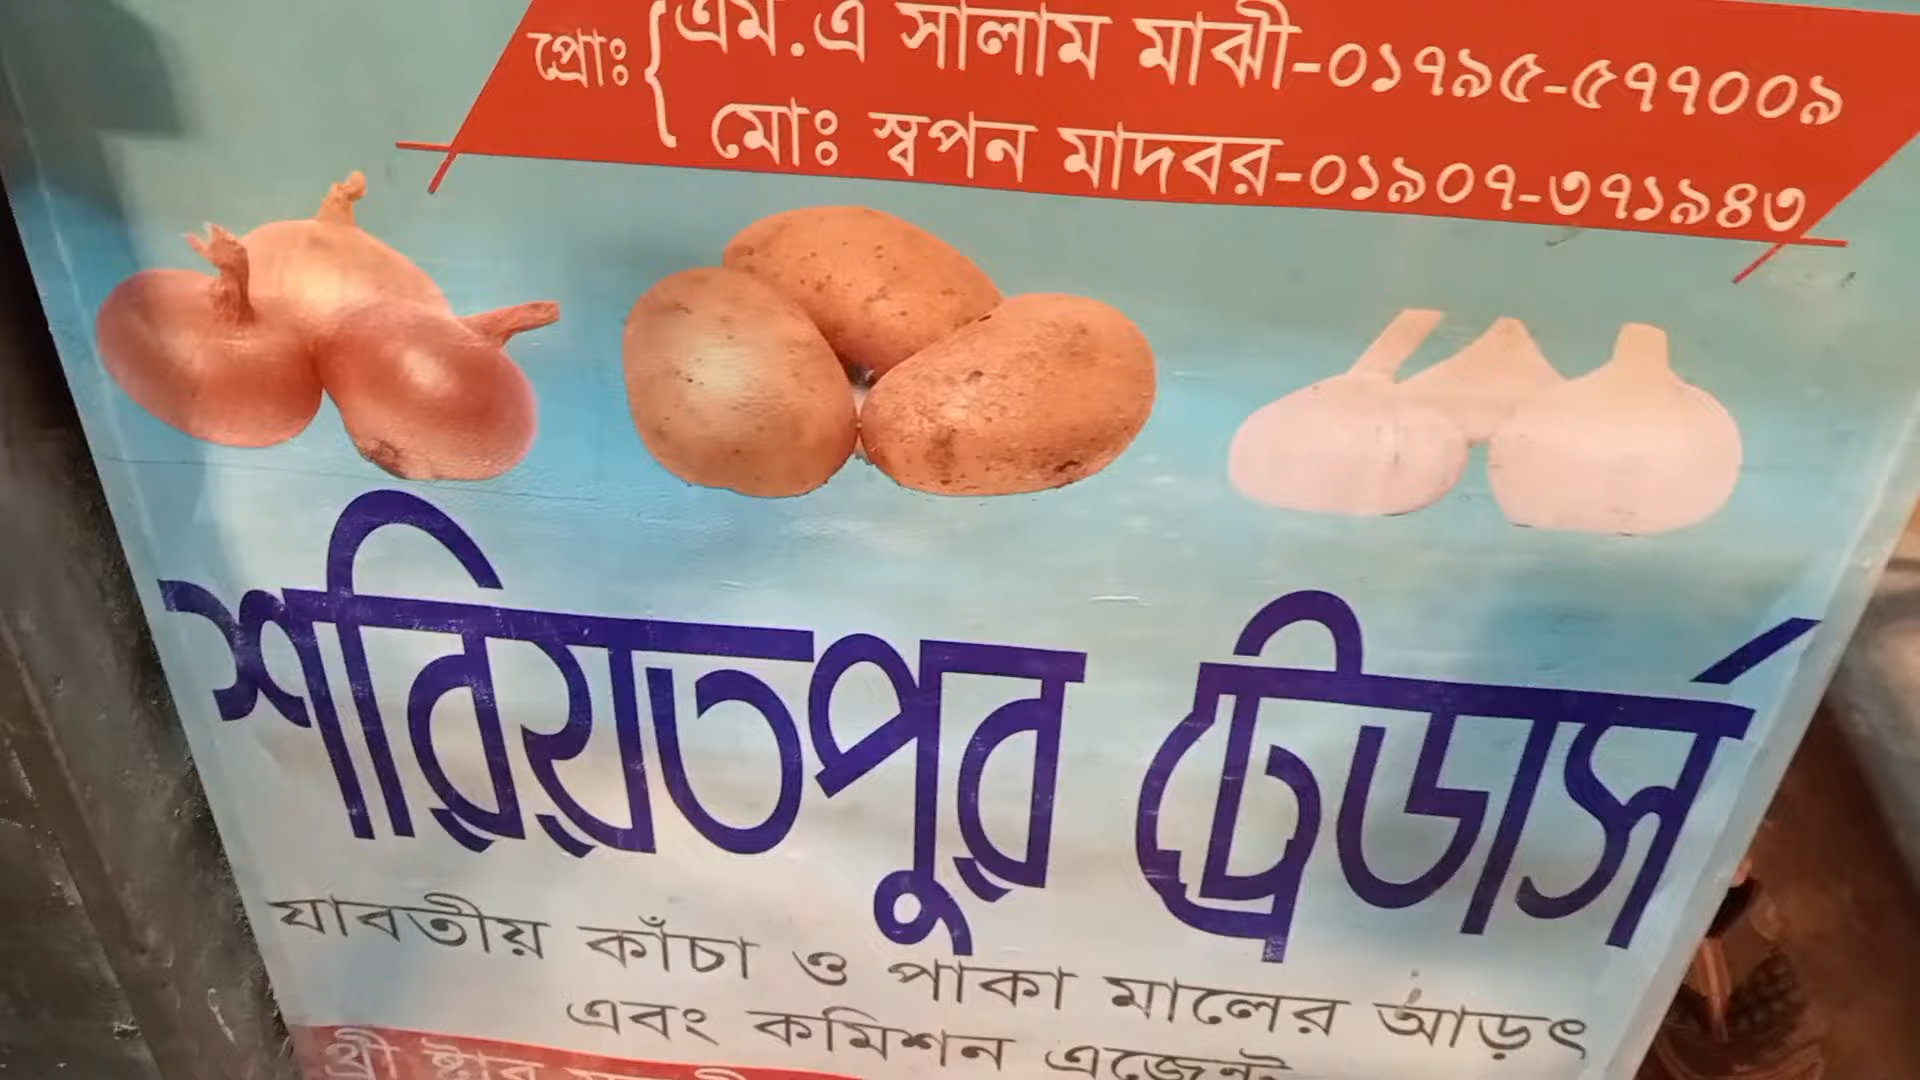 প্রোঃ এম.এ সালাম মাঝী-০১৭৯৫-৫৭৭০০৯
মোঃ স্বপন মাদবর-০১৯০৭-৩৭১৯৪৩
শরিয়তপুর ট্রেডার্স
যাবতীয় কাঁচা ও পাকা মালের আড়ৎ
এবং কমিশন এজেন্ট
থ্রী ষ্টার